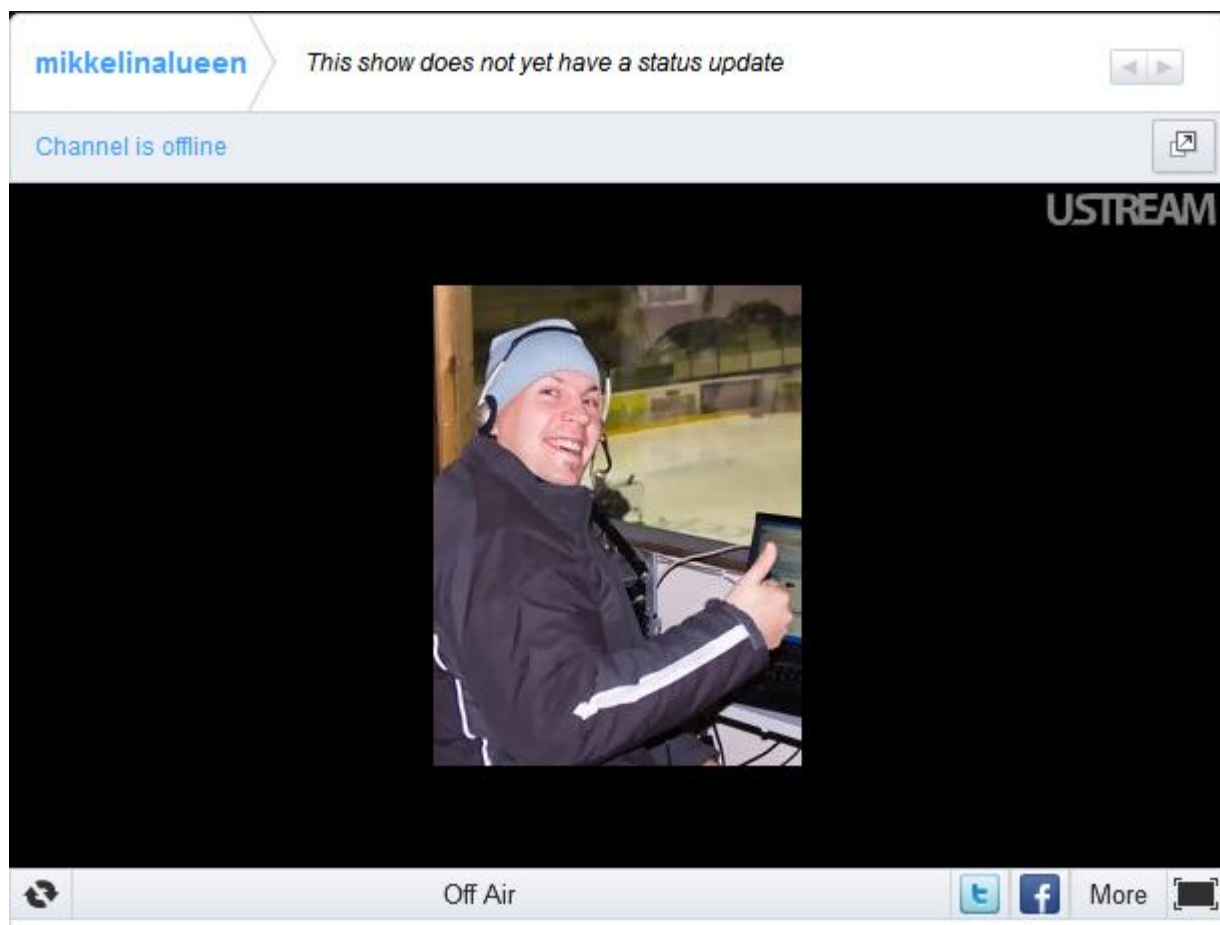 mikkelinalueen
This show does not yet have a status update
Channel is offline
USTREAM
Off Air
More